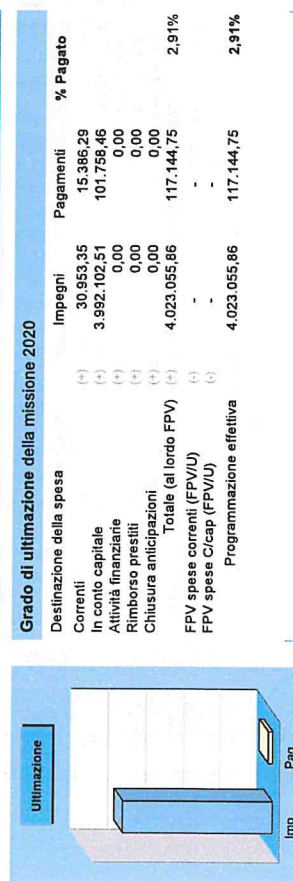 Grado di ultimazione della missione 2020
Destinazione della spesa Impegni Pagamenti % Pagato
Correnti (+) 30.953,35 15.386,29
In conto capitale (+) 3.992.102,51 101.758,46
Attività finanziarie (+) 0,00 0,00
Rimborso prestiti (+) 0,00 0,00
Chiusura anticipazioni (+) 0,00 0,00
Totale (al lordo FPV) (+) 4.023.055,86 117.144,75 2,91%
FPV spese correnti (FPV/U) (-) - -
FPV spese C/cap (FPV/U) (-) - -
Programmazione effettiva 4.023.055,86 117.144,75 2,91%
Ultimazione
Imp. Pag.